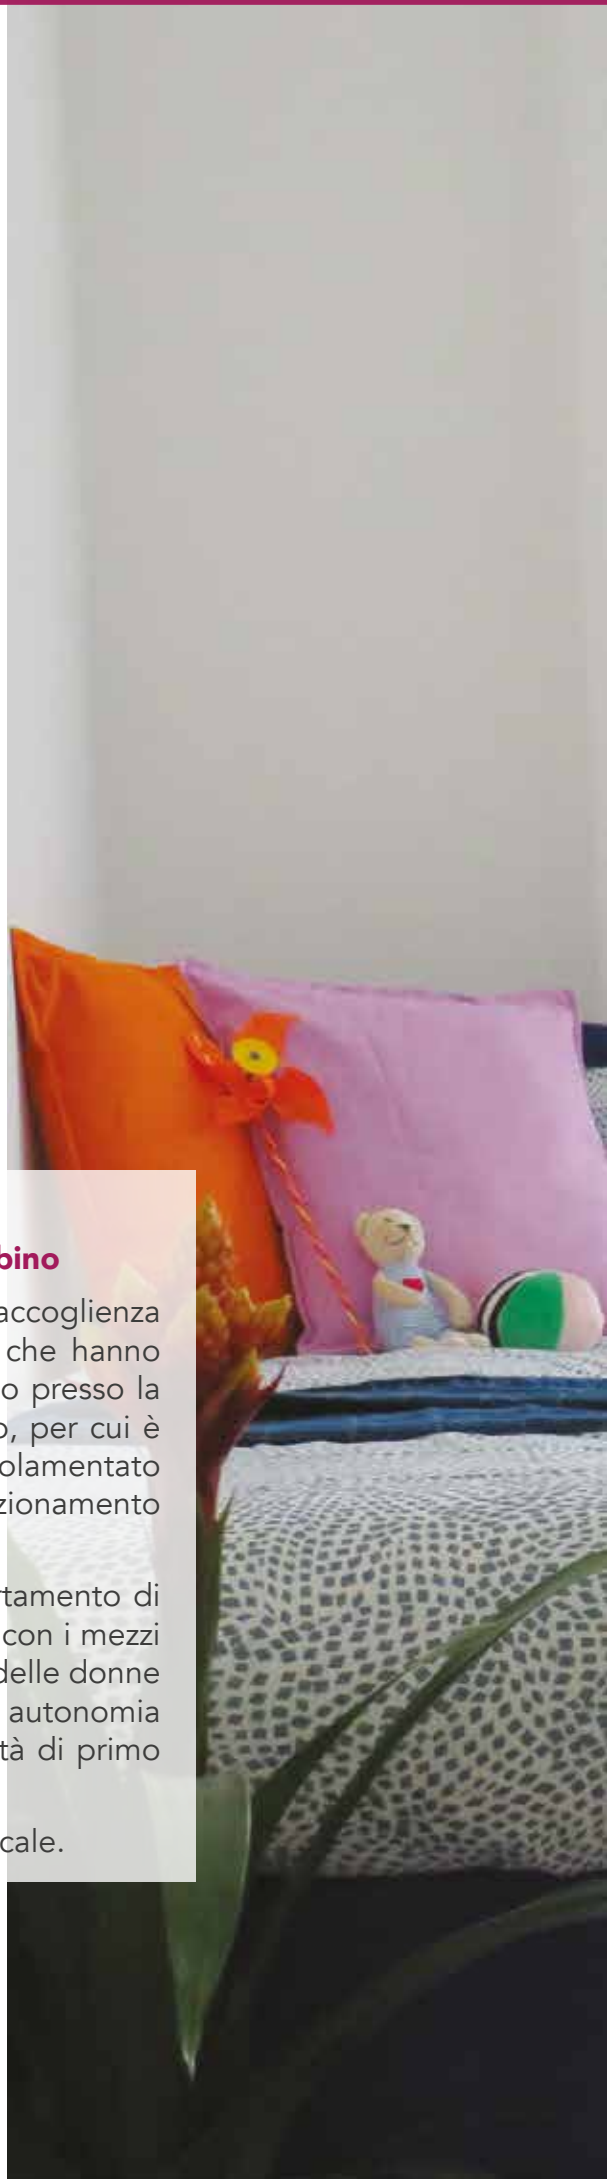 bino
accoglienza
che hanno
o presso la
o, per cui è
olamentato
zionamento
rtamento di
con i mezzi
delle donne
autonomia
tà di primo
cale.